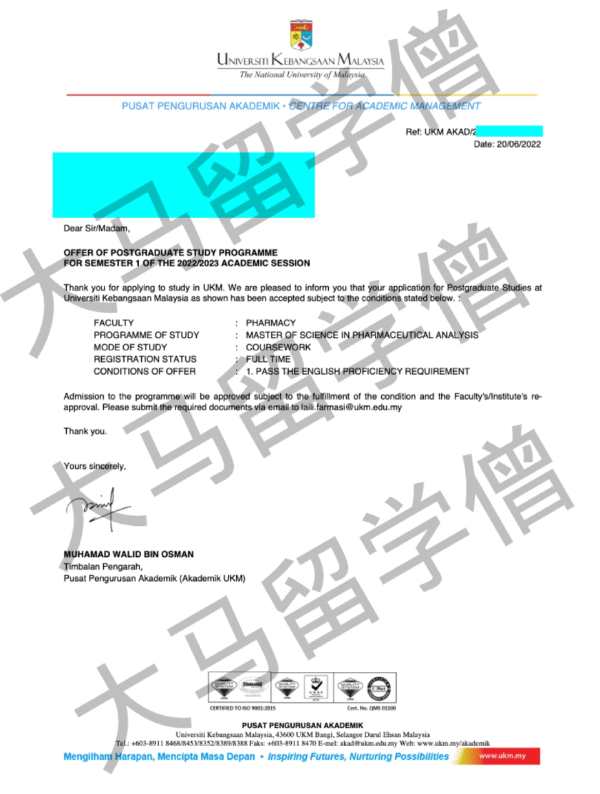 UNIVERSITI KEBANGSAAN MALAYSIA
The National University of Malaysia
PUSAT PENGURUSAN AKADEMIK • CENTRE FOR ACADEMIC MANAGEMENT
Ref: UKM AKAD/2
Date: 20/06/2022
Dear Sir/Madam,
OFFER OF POSTGRADUATE STUDY PROGRAMME
FOR SEMESTER 1 OF THE 2022/2023 ACADEMIC SESSION
Thank you for applying to study in UKM. We are pleased to inform you that your application for Postgraduate Studies at
Universiti Kebangsaan Malaysia as shown has been accepted subject to the conditions stated below. :
FACULTY : PHARMACY
PROGRAMME OF STUDY : MASTER OF SCIENCE IN PHARMACEUTICAL ANALYSIS
MODE OF STUDY : COURSEWORK
REGISTRATION STATUS : FULL TIME
CONDITIONS OF OFFER : 1. PASS THE ENGLISH PROFICIENCY REQUIREMENT
Admission to the programme will be approved subject to the fulfillment of the condition and the Faculty's/Institute's re-
approval. Please submit the required documents via email to laili.farmasi@ukm.edu.my
Thank you.
Yours sincerely,
MUHAMAD WALID BIN OSMAN
Timbalan Pengarah,
Pusat Pengurusan Akademik (Akademik UKM)
CERTIFIED TO ISO 9001:2015 Cert. No.: QMS 01100
PUSAT PENGURUSAN AKADEMIK
Universiti Kebangsaan Malaysia, 43600 UKM Bangi, Selangor Darul Ehsan Malaysia
Tel.: +603-8911 8468/8453/8352/8389/8388 Faks: +603-8911 8470 E-mel: akad@ukm.edu.my Web: www.ukm.my/akademik
Mengilham Harapan, Mencipta Masa Depan • Inspiring Futures, Nurturing Possibilities
www.ukm.my
大马留学僧
大马留学僧
大马留学僧